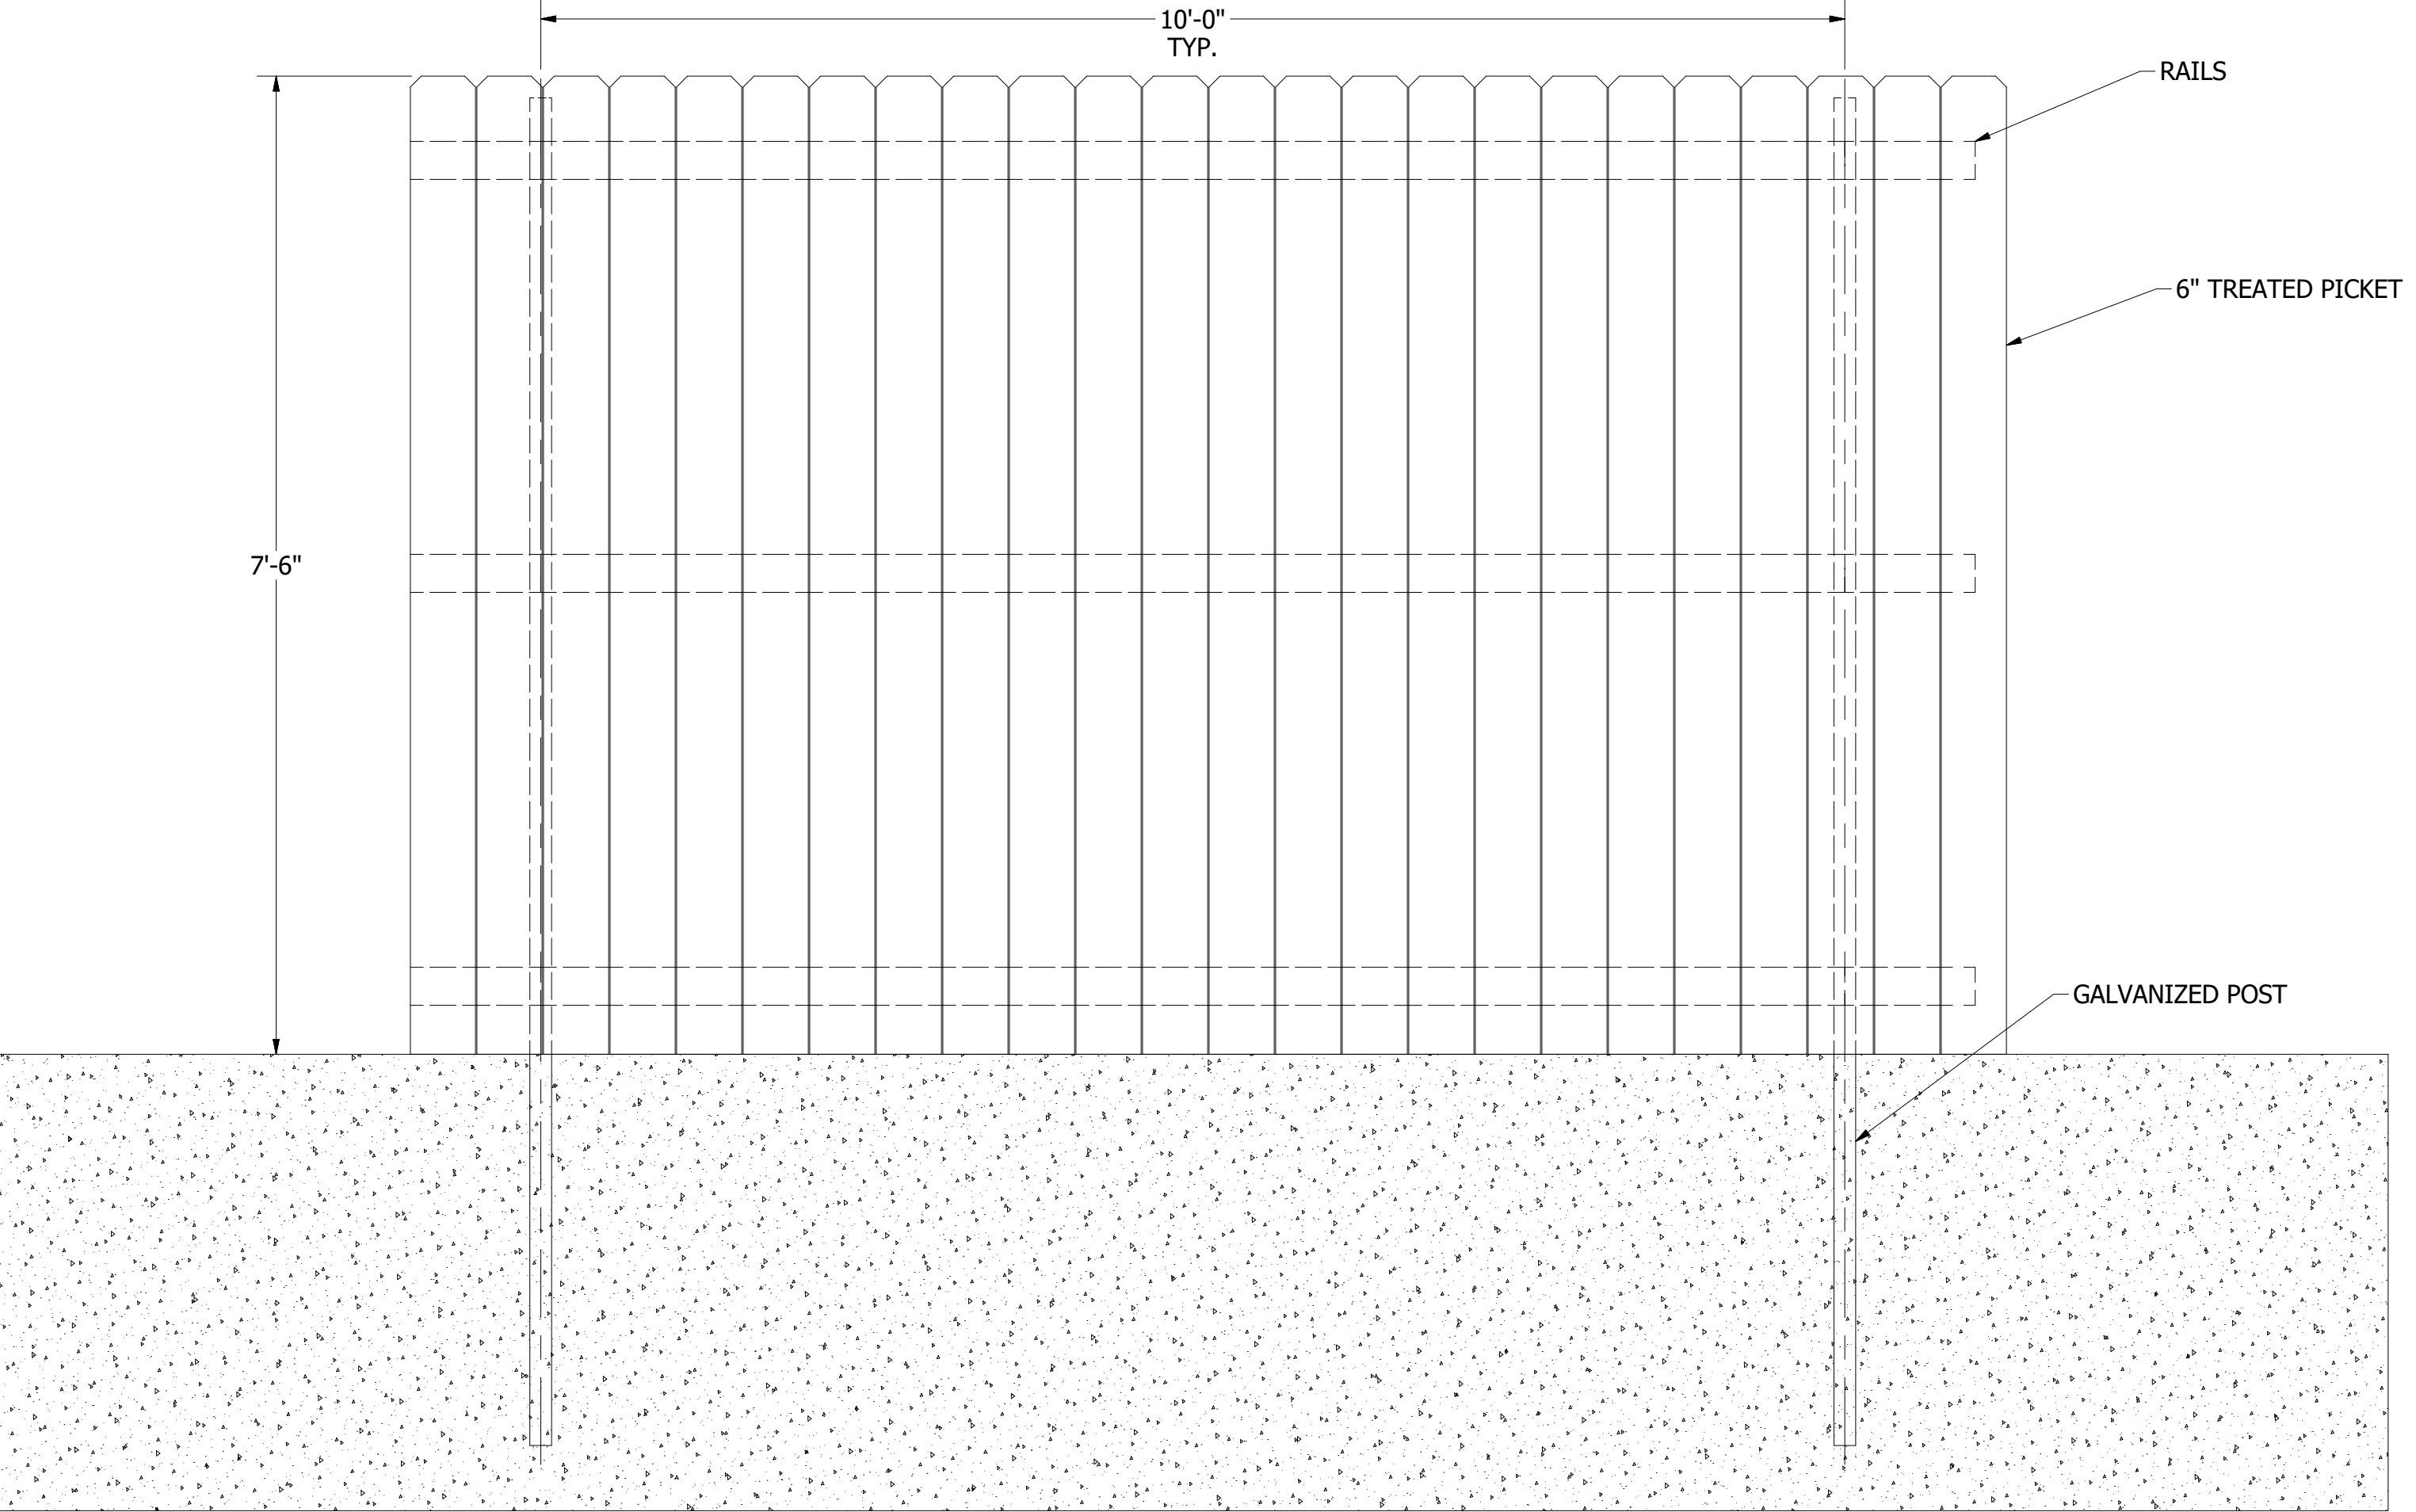 10'-0"
TYP.
RAILS
6" TREATED PICKET
7'-6"
GALVANIZED POST